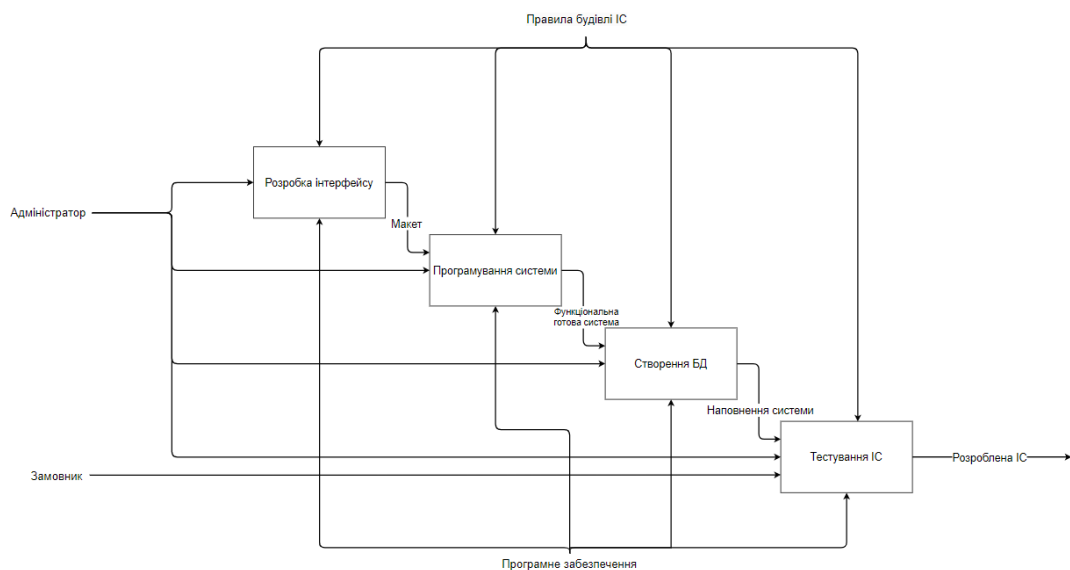 Правила будівлі ІС
Розробка інтерфейсу
Адміністратор
Макет
Програмування системи
Функціональна
готова система
Створення БД
Наповнення системи
Тестування ІС
Розроблена ІС
Замовник
Програмне забезпечення